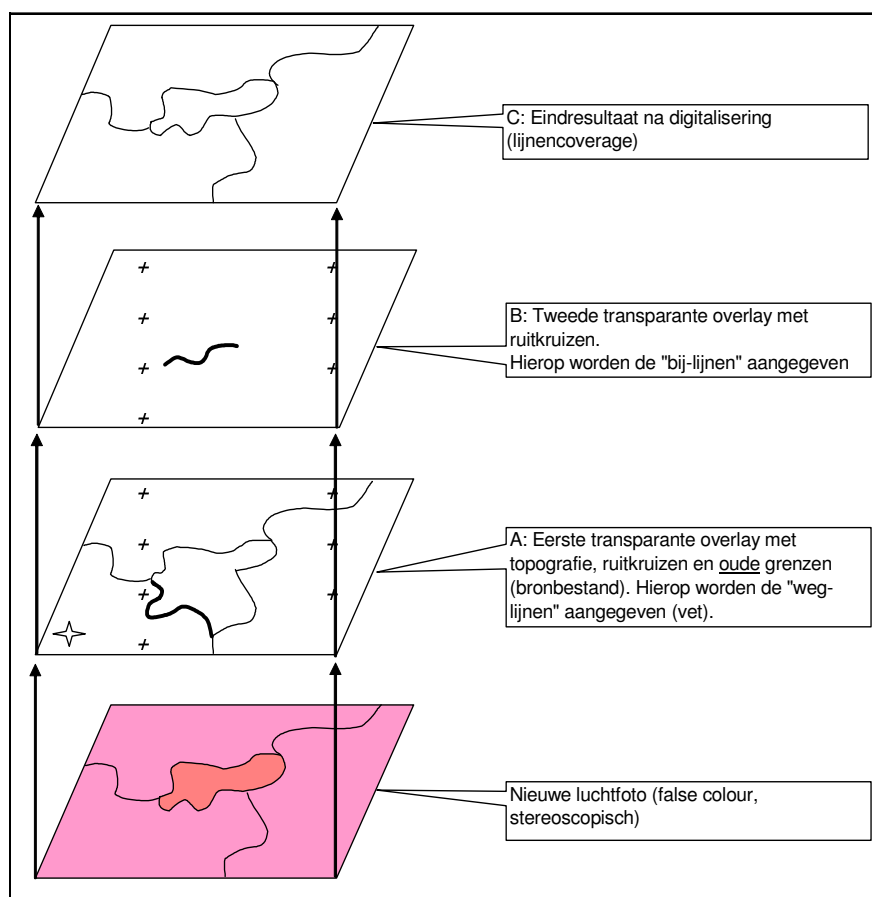 C: Eindresultaat na digitalisering
(lijnencoverage)
B: Tweede transparante overlay met
ruitkruizen.
Hierop worden de "bij-lijnen" aangegeven
A: Eerste transparante overlay met
topografie, ruitkruizen en oude grenzen
(bronbestand). Hierop worden de "weg-
lijnen" aangegeven (vet).
Nieuwe luchtfoto (false colour,
stereoscopisch)